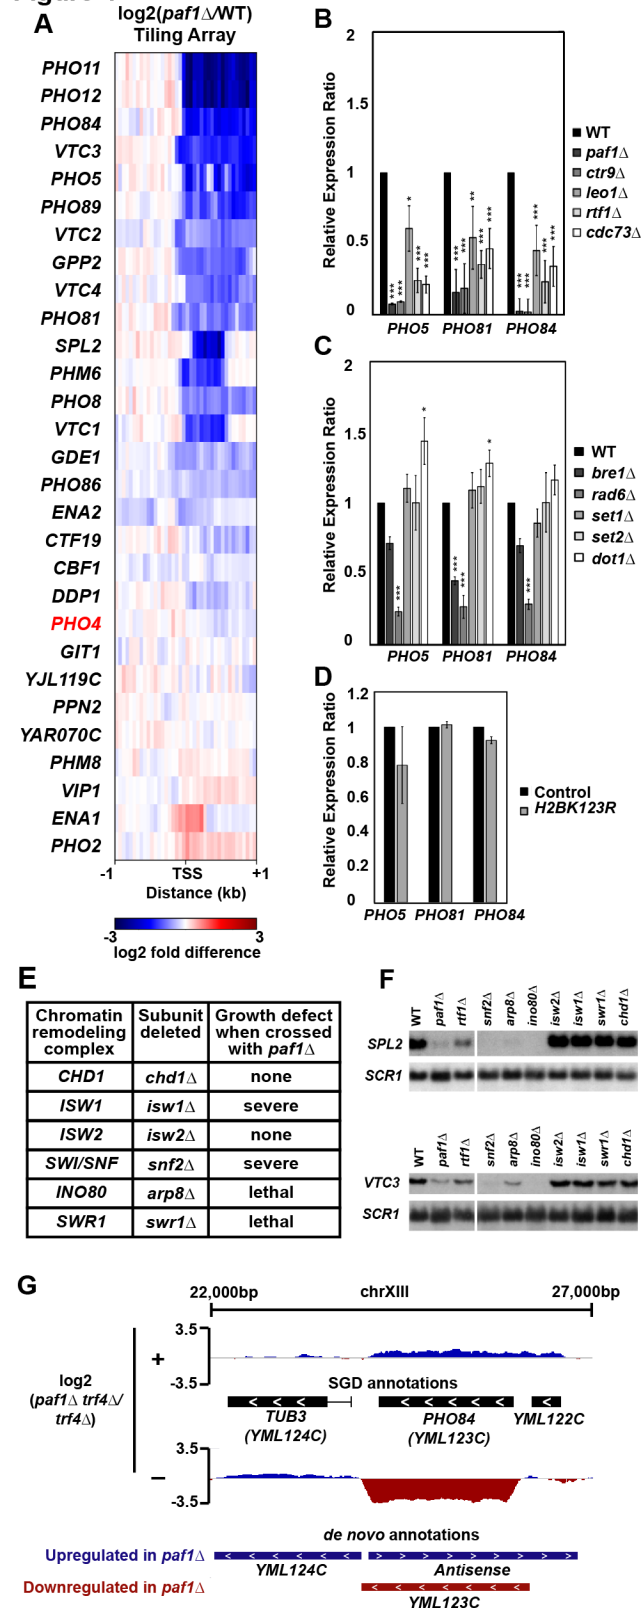 A
log2(paf1Δ/WT)
Tiling Array
PHO11
PHO12
PHO84
VTC3
PHO5
PHO89
VTC2
GPP2
VTC4
PHO81
SPL2
PHM6
PHO8
VTC1
GDE1
PHO86
ENA2
CTF19
CBF1
DDP1
PHO4
GIT1
YJL119C
PPN2
YAR070C
PHM8
VIP1
ENA1
PHO2
-1 TSS +1
Distance (kb)
-3 3
log2 fold difference
B
Relative Expression Ratio
2
1.5
1
0.5
0
***
***
*
***
***
***
***
**
***
***
***
***
***
***
***
PHO5 PHO81 PHO84
WT
paf1Δ
ctr9Δ
leo1Δ
rtf1Δ
cdc73Δ
C
Relative Expression Ratio
2
1.5
1
0.5
0
***
*
***
***
*
***
PHO5 PHO81 PHO84
WT
bre1Δ
rad6Δ
set1Δ
set2Δ
dot1Δ
D
Relative Expression Ratio
1.2
1
0.8
0.6
0.4
0.2
0
PHO5 PHO81 PHO84
Control
H2BK123R
E
Chromatin remodeling complex
Subunit deleted
Growth defect when crossed with paf1Δ
CHD1 chd1Δ none
ISW1 isw1Δ severe
ISW2 isw2Δ none
SWI/SNF snf2Δ severe
INO80 arp8Δ lethal
SWR1 swr1Δ lethal
F
WT paf1Δ rtf1Δ snf2Δ arp8Δ ino80Δ isw2Δ isw1Δ swr1Δ chd1Δ
SPL2
SCR1
WT paf1Δ rtf1Δ snf2Δ arp8Δ ino80Δ isw2Δ isw1Δ swr1Δ chd1Δ
VTC3
SCR1
G
22,000bp chrXIII 27,000bp
log2
(paf1Δ trf4Δ/
trf4Δ)
3.5
+
-3.5
SGD annotations
TUB3 PHO84 YML122C
(YML124C) (YML123C)
3.5
−
-3.5
de novo annotations
Upregulated in paf1Δ
YML124C Antisense
Downregulated in paf1Δ
YML123C